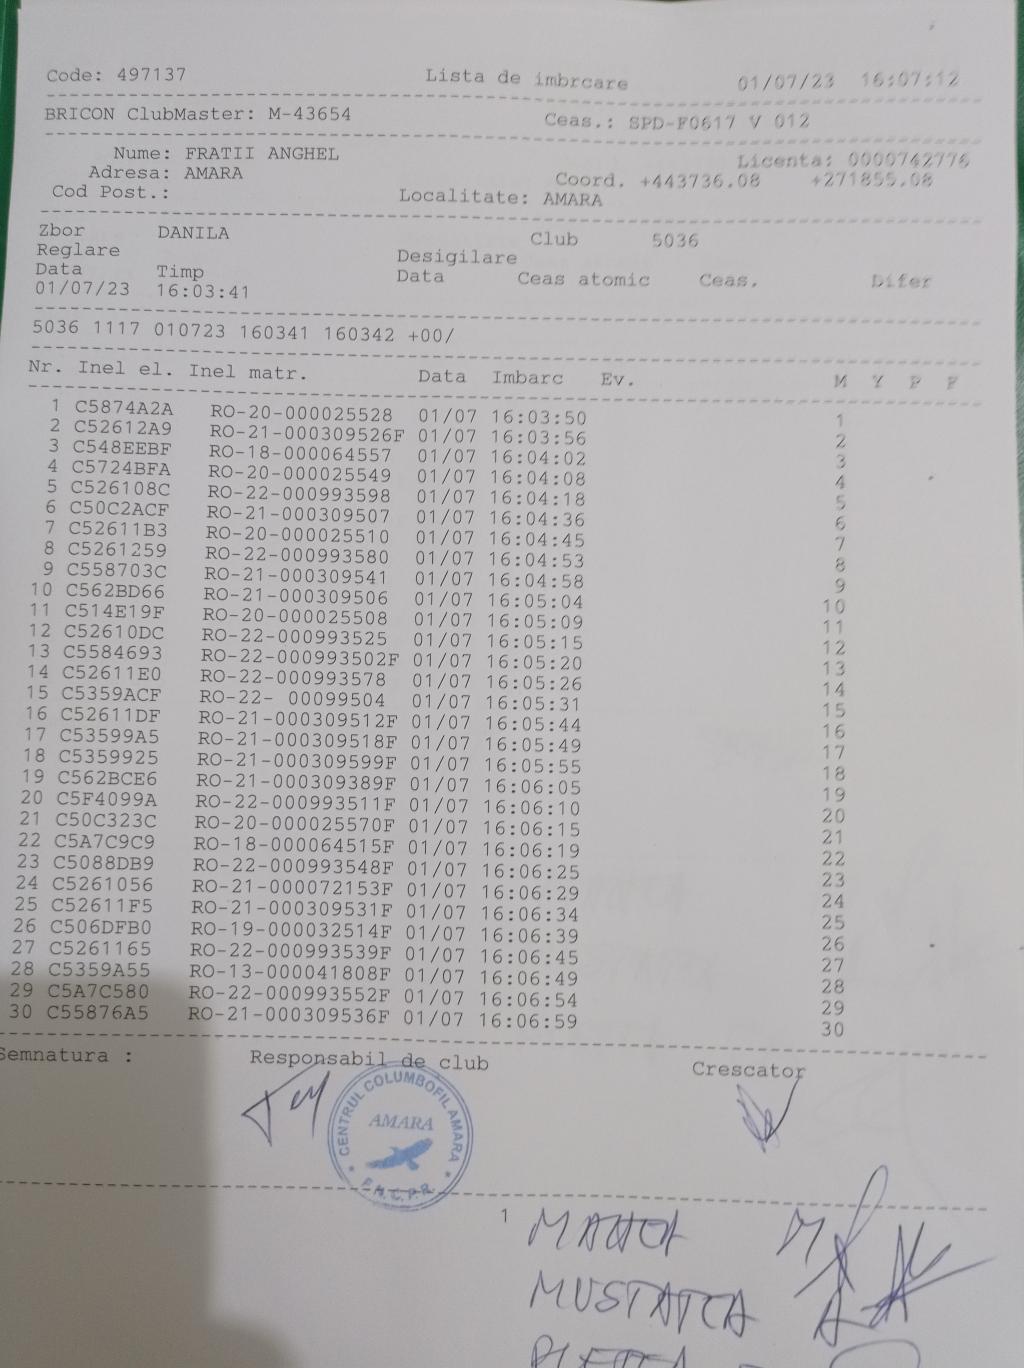 Code: 497137 Lista de imbrcare 01/07/23 16:07:12
BRICON ClubMaster: M-43654 Ceas.: SPD-F0617 V 012
Nume: FRATII ANGHEL Licenta: 0000742776
Adresa: AMARA Coord. +443736.08 +271855.08
Cod Post.: Localitate: AMARA
Zbor DANILA Club 5036
Reglare Desigilare
Data Timp Data Ceas atomic Ceas. Difer
01/07/23 16:03:41
5036 1117 010723 160341 160342 +00/
Nr. Inel el. Inel matr. Data Imbarc Ev. M Y P F
1 C5874A2A RO-20-000025528 01/07 16:03:50 1
2 C52612A9 RO-21-000309526F 01/07 16:03:56 2
3 C548EEBF RO-18-000064557 01/07 16:04:02 3
4 C5724BFA RO-20-000025549 01/07 16:04:08 4
5 C526108C RO-22-000993598 01/07 16:04:18 5
6 C50C2ACF RO-21-000309507 01/07 16:04:36 6
7 C52611B3 RO-20-000025510 01/07 16:04:45 7
8 C5261259 RO-22-000993580 01/07 16:04:53 8
9 C558703C RO-21-000309541 01/07 16:04:58 9
10 C562BD66 RO-21-000309506 01/07 16:05:04 10
11 C514E19F RO-20-000025508 01/07 16:05:09 11
12 C52610DC RO-22-000993525 01/07 16:05:15 12
13 C5584693 RO-22-000993502F 01/07 16:05:20 13
14 C52611E0 RO-22-000993578 01/07 16:05:26 14
15 C5359ACF RO-22- 00099504 01/07 16:05:31 15
16 C52611DF RO-21-000309512F 01/07 16:05:44 16
17 C53599A5 RO-21-000309518F 01/07 16:05:49 17
18 C5359925 RO-21-000309599F 01/07 16:05:55 18
19 C562BCE6 RO-21-000309389F 01/07 16:06:05 19
20 C5F4099A RO-22-000993511F 01/07 16:06:10 20
21 C50C323C RO-20-000025570F 01/07 16:06:15 21
22 C5A7C9C9 RO-18-000064515F 01/07 16:06:19 22
23 C5088DB9 RO-22-000993548F 01/07 16:06:25 23
24 C5261056 RO-21-000072153F 01/07 16:06:29 24
25 C52611F5 RO-21-000309531F 01/07 16:06:34 25
26 C506DFB0 RO-19-000032514F 01/07 16:06:39 26
27 C5261165 RO-22-000993539F 01/07 16:06:45 27
28 C5359A55 RO-13-000041808F 01/07 16:06:49 28
29 C5A7C580 RO-22-000993552F 01/07 16:06:54 29
30 C55876A5 RO-21-000309536F 01/07 16:06:59 30
Semnatura : Responsabil de club Crescator
CENTRUL COLUMBOFIL AMARA
AMARA
F.N.C.P.R.
1
MUSTATEA